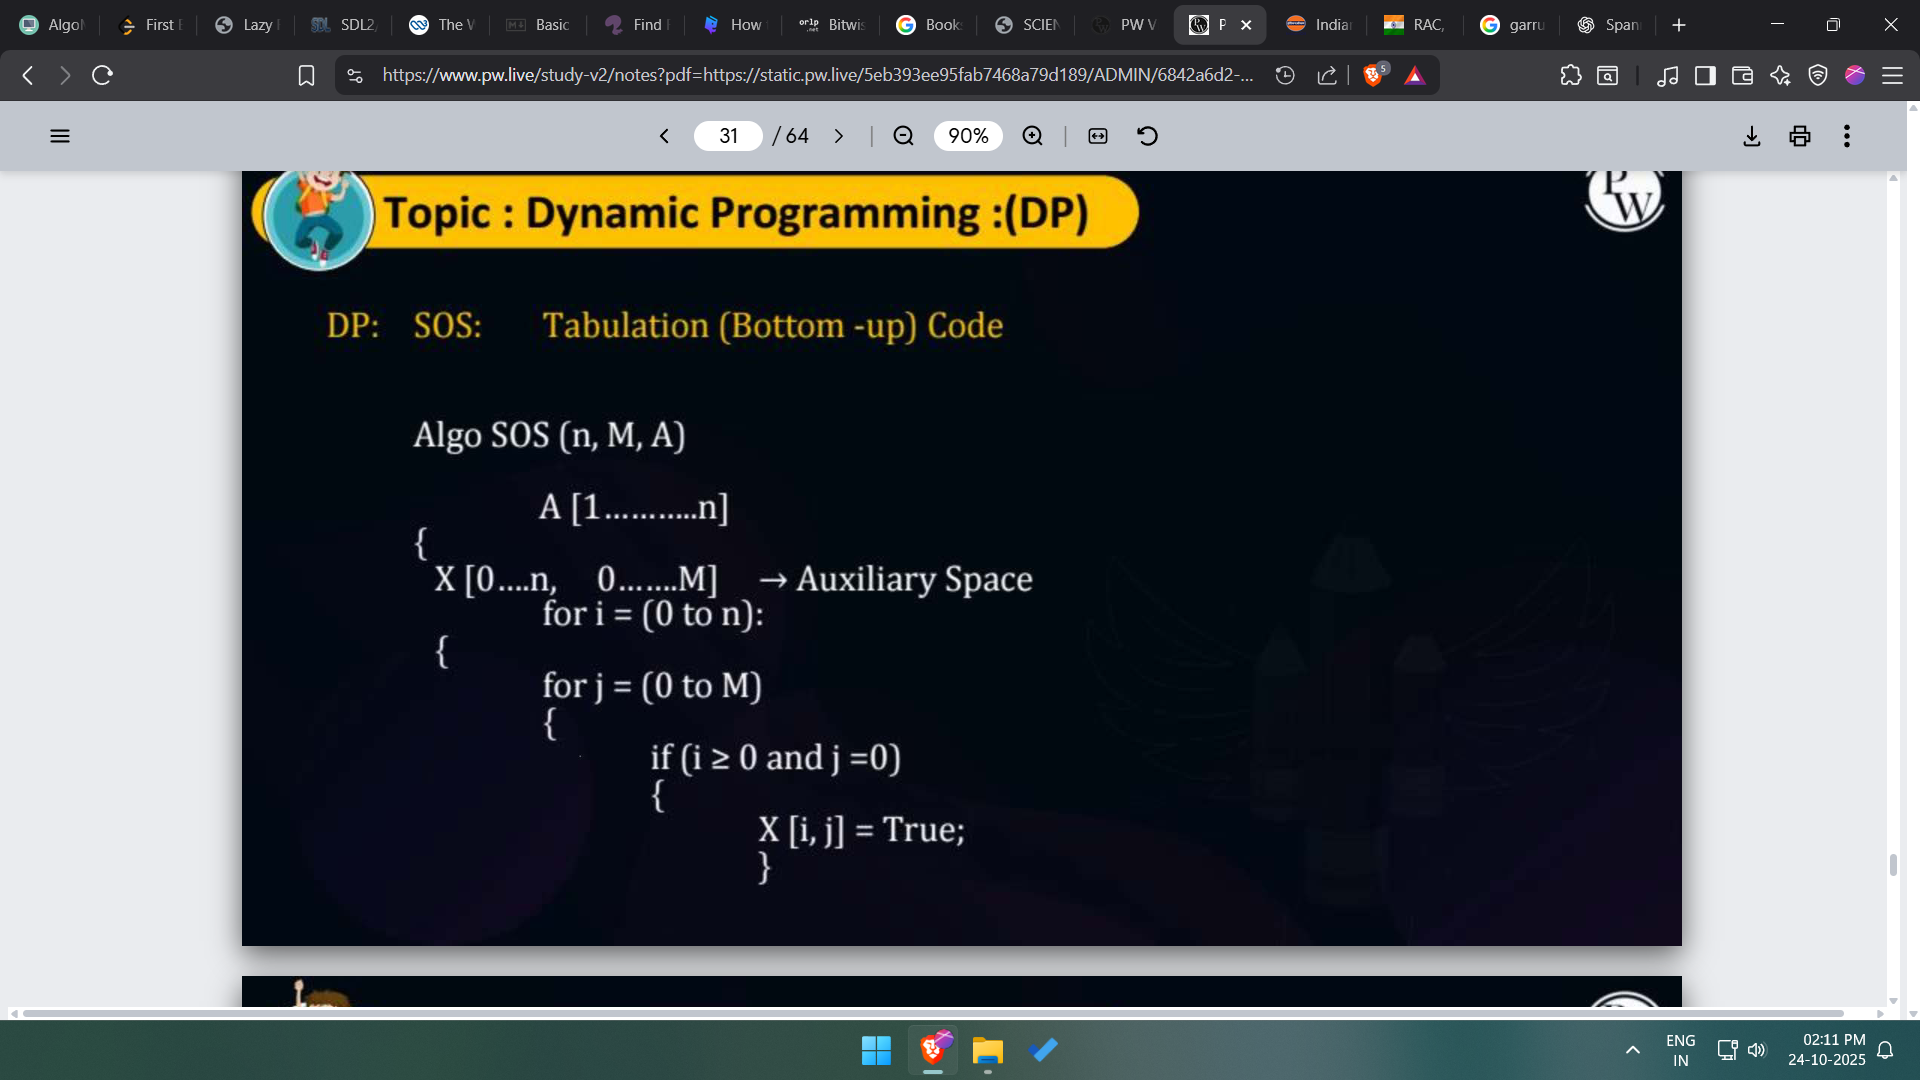 Algo
First E
Lazy
SDL2,
The W
Basic
Find
How
Bitwis
Book
SCIEN
PW V
P
India
RAC,
garru
Span
https://www.pw.live/study-v2/notes?pdf=https://static.pw.live/5eb393ee95fab7468a79d189/ADMIN/6842a6d2-...
5
31 / 64
90%
Topic : Dynamic Programming :(DP)
PW
DP: SOS: Tabulation (Bottom -up) Code
Algo SOS (n, M, A)
A [1………..n]
{
X [0….n, 0…….M] → Auxiliary Space
for i = (0 to n):
{
for j = (0 to M)
{
if (i ≥ 0 and j =0)
{
X [i, j] = True;
}
ENG
IN
02:11 PM
24-10-2025